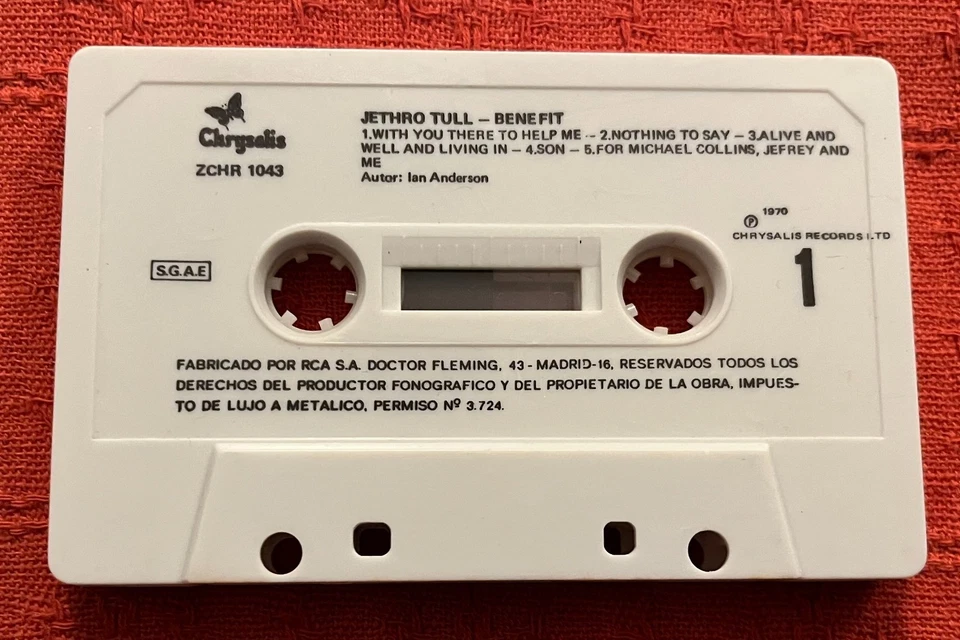 Chrysalis
ZCHR 1043
JETHRO TULL – BENEFIT
1.WITH YOU THERE TO HELP ME -- 2.NOTHING TO SAY – 3.ALIVE AND
WELL AND LIVING IN – 4.SON – 5.FOR MICHAEL COLLINS, JEFREY AND
ME
Autor: Ian Anderson
℗ 1970
CHRYSALIS RECORDS LTD
1
S.G.A.E
FABRICADO POR RCA S.A. DOCTOR FLEMING, 43 - MADRID-16, RESERVADOS TODOS LOS
DERECHOS DEL PRODUCTOR FONOGRAFICO Y DEL PROPIETARIO DE LA OBRA, IMPUES-
TO DE LUJO A METALICO, PERMISO Nº 3.724.